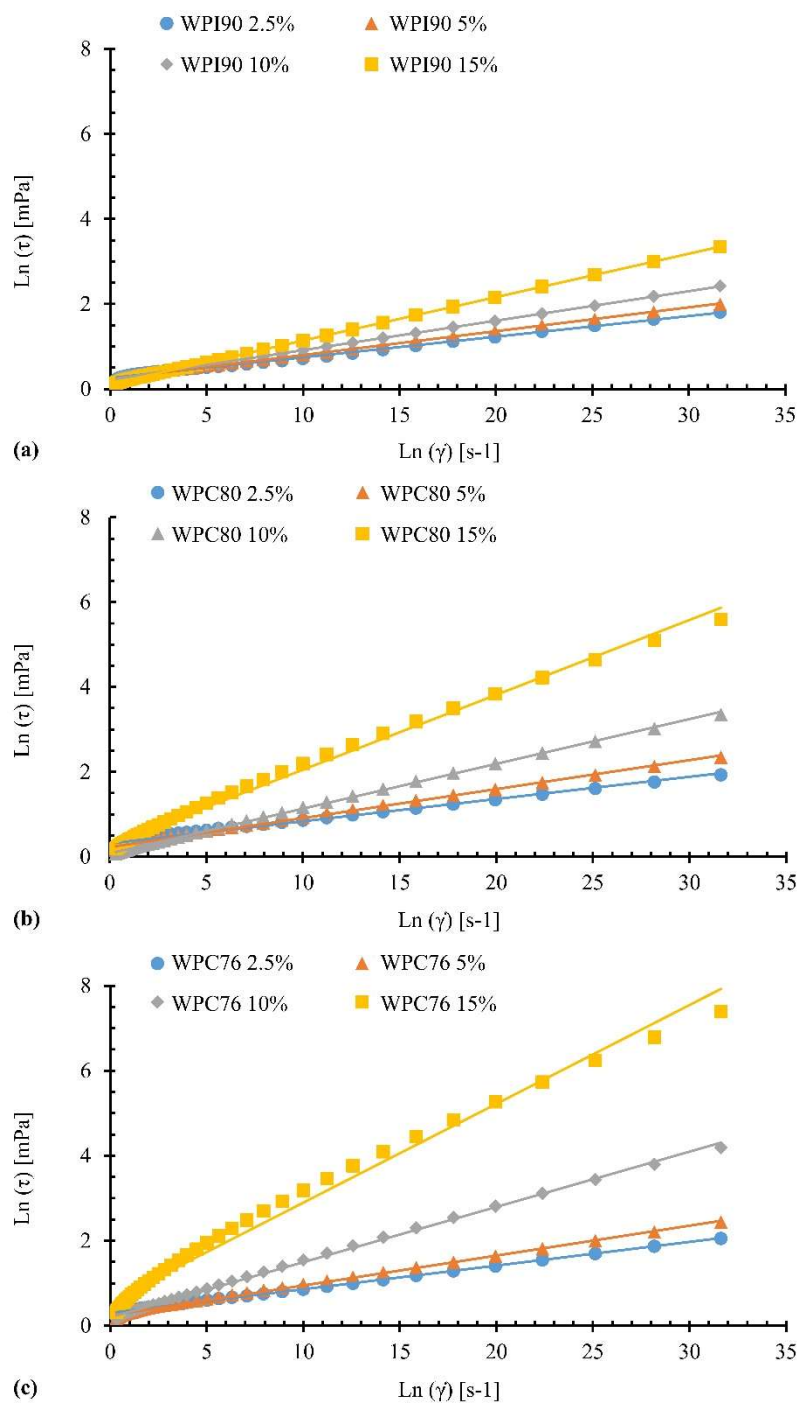 WPI90 2.5% WPI90 5%
WPI90 10% WPI90 15%
8
6
4
2
0
Ln (τ) [mPa]
0 5 10 15 20 25 30 35
Ln (γ̇) [s-1]
(a)
WPC80 2.5% WPC80 5%
WPC80 10% WPC80 15%
8
6
4
2
0
Ln (τ) [mPa]
0 5 10 15 20 25 30 35
Ln (γ̇) [s-1]
(b)
WPC76 2.5% WPC76 5%
WPC76 10% WPC76 15%
8
6
4
2
0
Ln (τ) [mPa]
0 5 10 15 20 25 30 35
Ln (γ̇) [s-1]
(c)